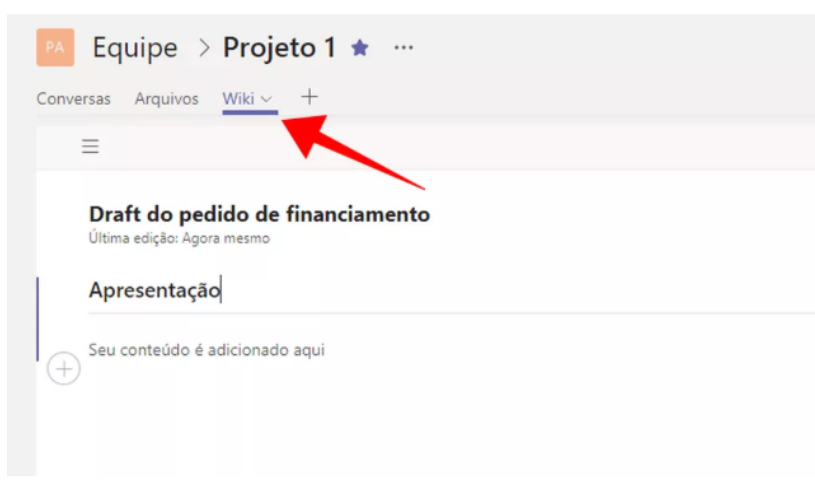 PA Equipe > Projeto 1 ...
Conversas Arquivos Wiki +
Draft do pedido de financiamento
Última edição: Agora mesmo
Apresentação
Seu conteúdo é adicionado aqui